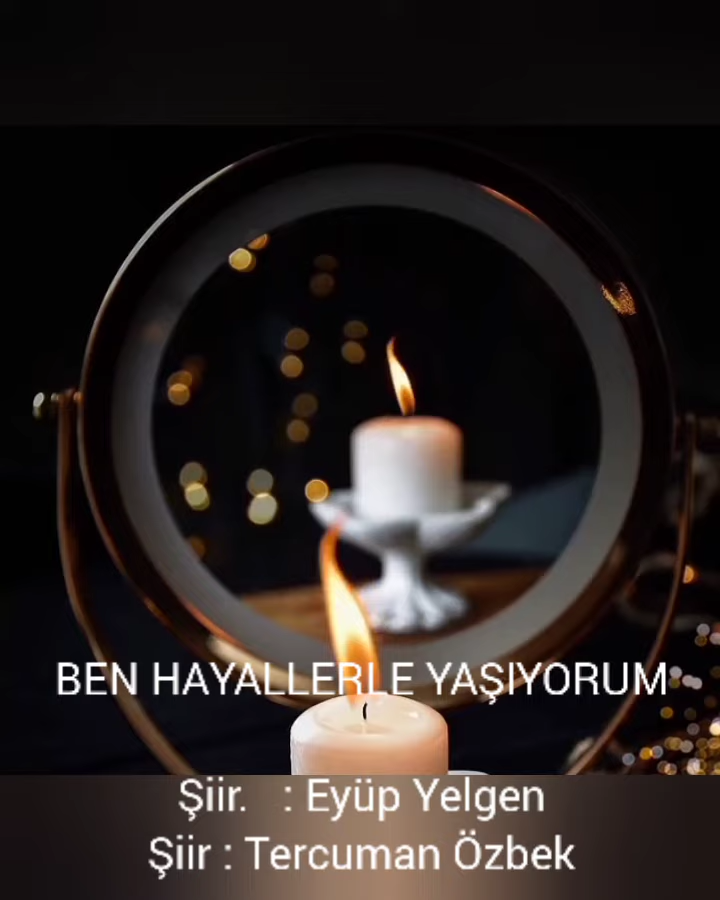 BEN HAYALLERLE YAŞIYORUM
Şiir. : Eyüp Yelgen
Şiir : Tercuman Özbek